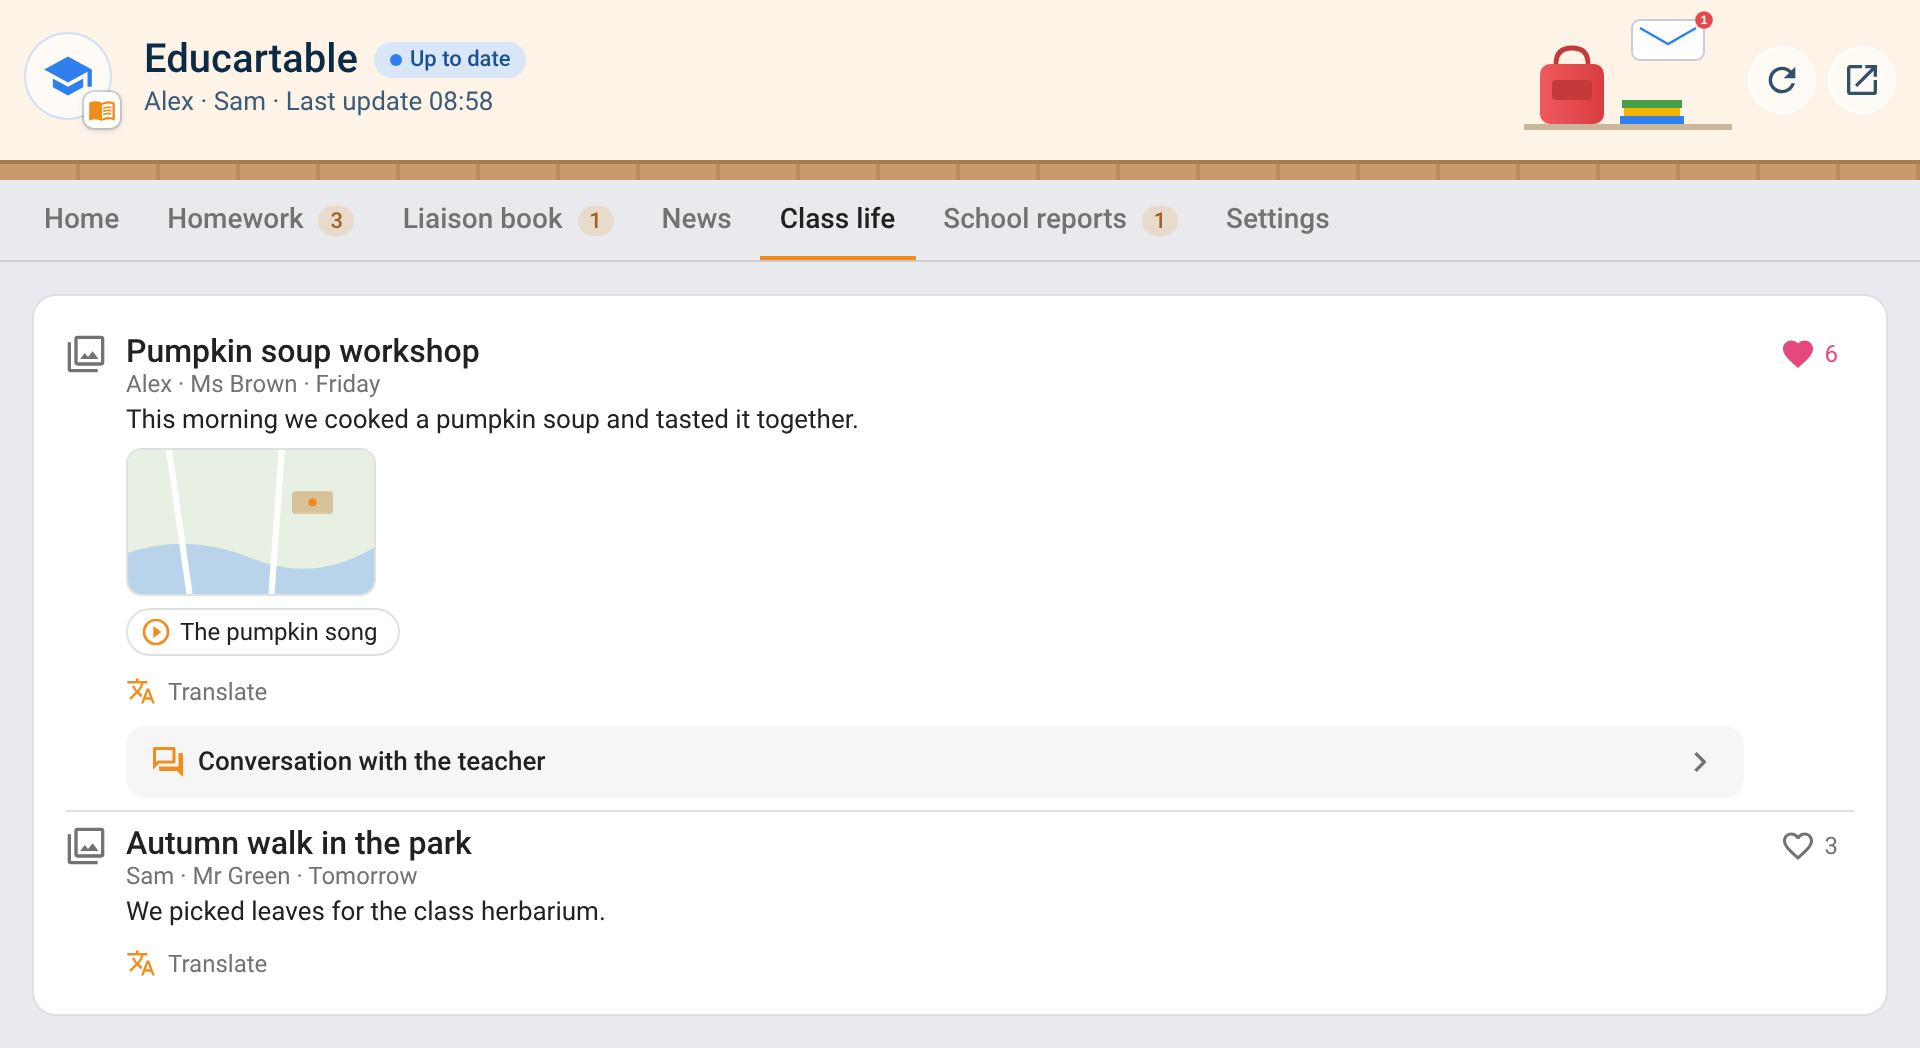 Educartable
Up to date
1
Alex · Sam · Last update 08:58
Home
Homework 3
Liaison book 1
News
Class life
School reports 1
Settings
Pumpkin soup workshop
6
Alex · Ms Brown · Friday
This morning we cooked a pumpkin soup and tasted it together.
The pumpkin song
Translate
Conversation with the teacher
Autumn walk in the park
3
Sam · Mr Green · Tomorrow
We picked leaves for the class herbarium.
Translate